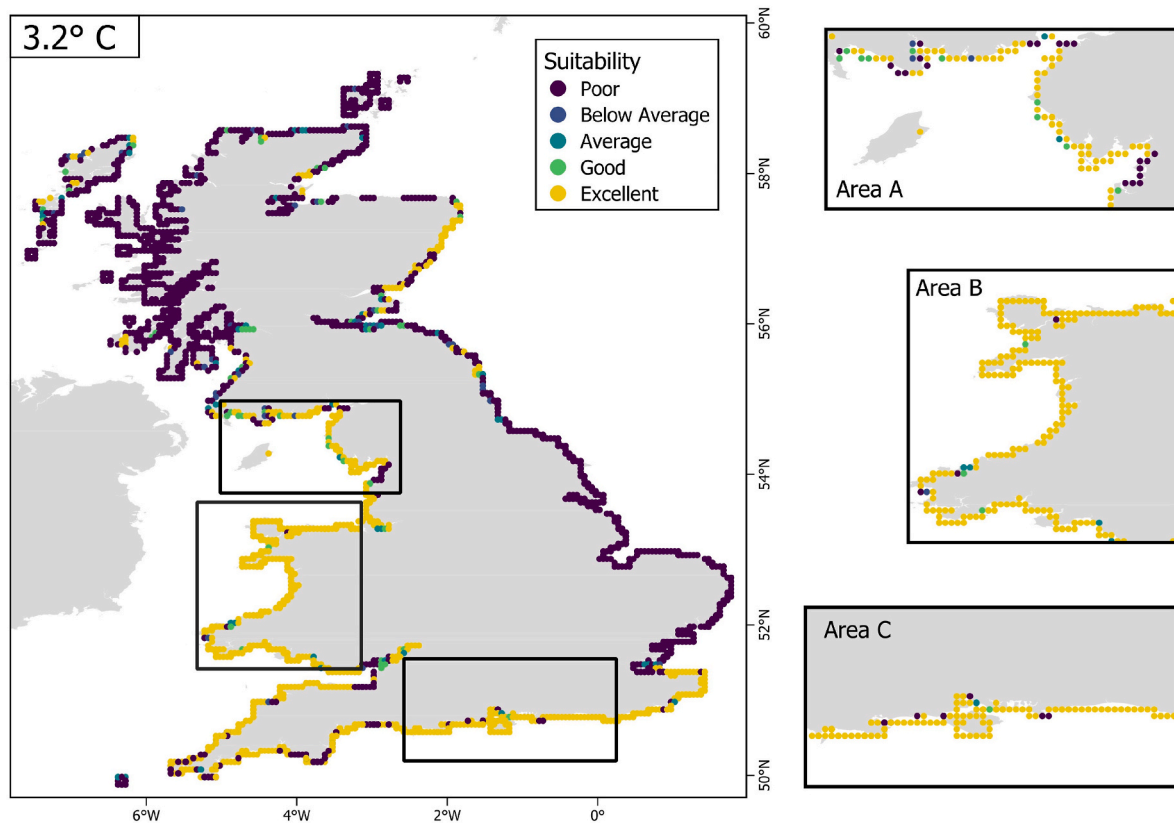 3.2° C
Suitability
Poor
Below Average
Average
Good
Excellent
60°N
58°N
56°N
54°N
52°N
50°N
6°W
4°W
2°W
0°
Area A
Area B
Area C